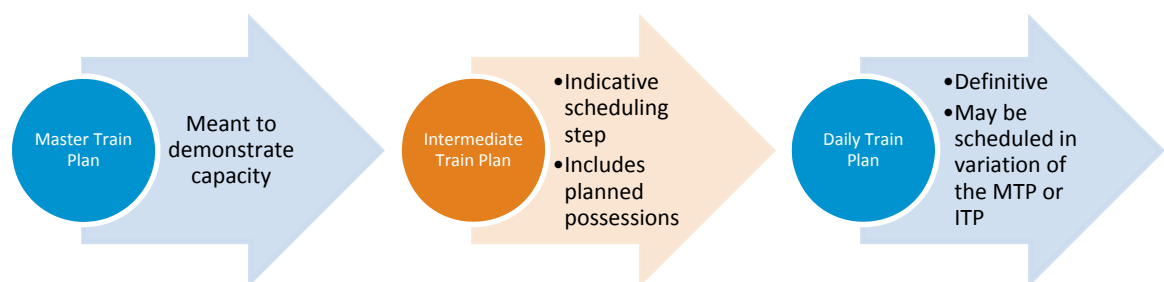 Master Train
Plan
Meant to
demonstrate
capacity
Intermediate
Train Plan
•Indicative
scheduling
step
•Includes
planned
possessions
Daily Train
Plan
•Definitive
•May be
scheduled in
variation of
the MTP or
ITP